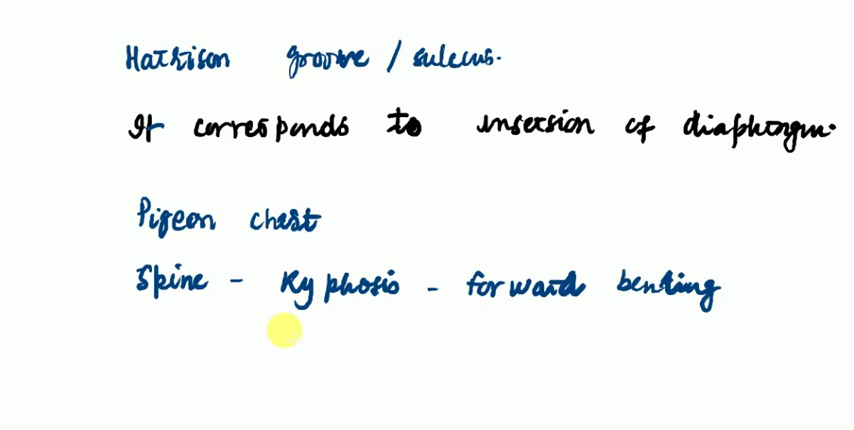 Harrison groove / sulcus.
It corresponds to insertion of diaphragm.
Pigeon chest
Spine - Kyphosis - forward bending